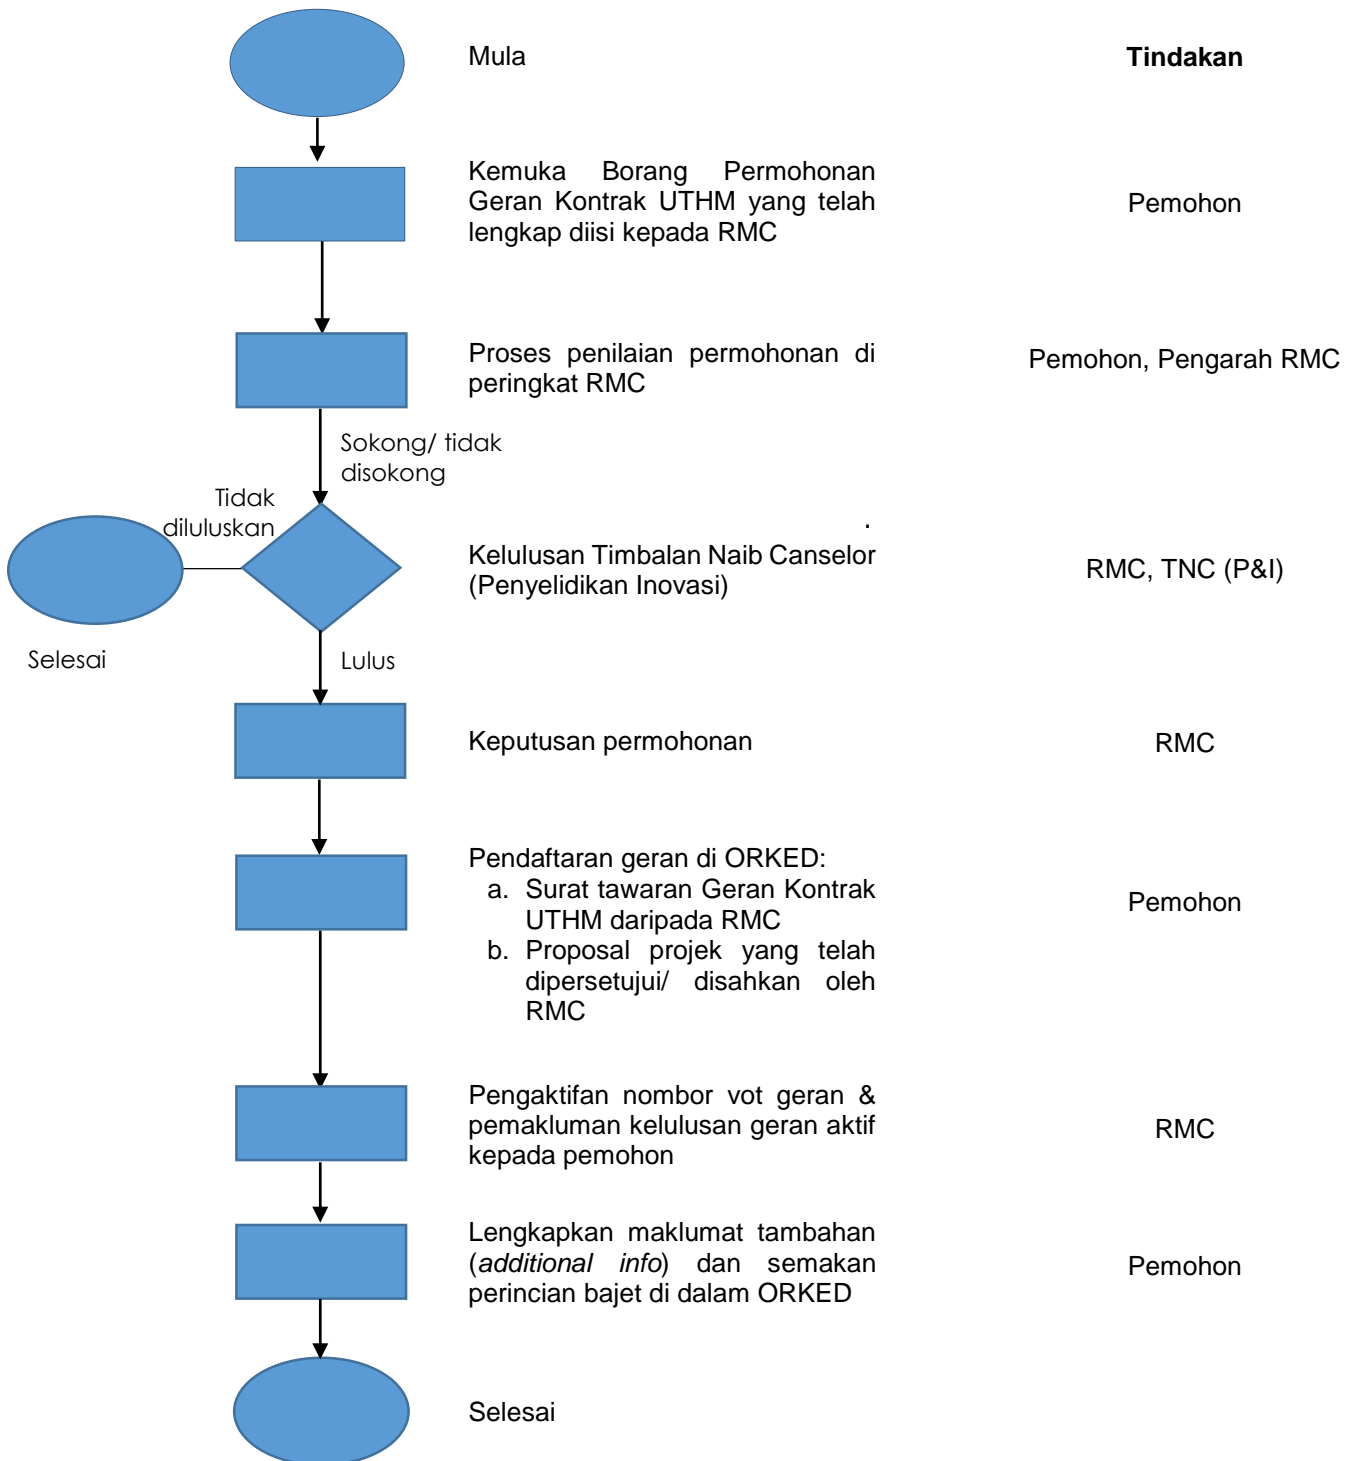 Mula
Tindakan
Kemuka Borang Permohonan
Geran Kontrak UTHM yang telah
lengkap diisi kepada RMC
Pemohon
Proses penilaian permohonan di
peringkat RMC
Pemohon, Pengarah RMC
Sokong/ tidak
disokong
Tidak
diluluskan
.
Kelulusan Timbalan Naib Canselor
(Penyelidikan Inovasi)
RMC, TNC (P&I)
Selesai
Lulus
Keputusan permohonan
RMC
Pendaftaran geran di ORKED:
a. Surat tawaran Geran Kontrak
UTHM daripada RMC
b. Proposal projek yang telah
dipersetujui/ disahkan oleh
RMC
Pemohon
Pengaktifan nombor vot geran &
pemakluman kelulusan geran aktif
kepada pemohon
RMC
Lengkapkan maklumat tambahan
(additional info) dan semakan
perincian bajet di dalam ORKED
Pemohon
Selesai